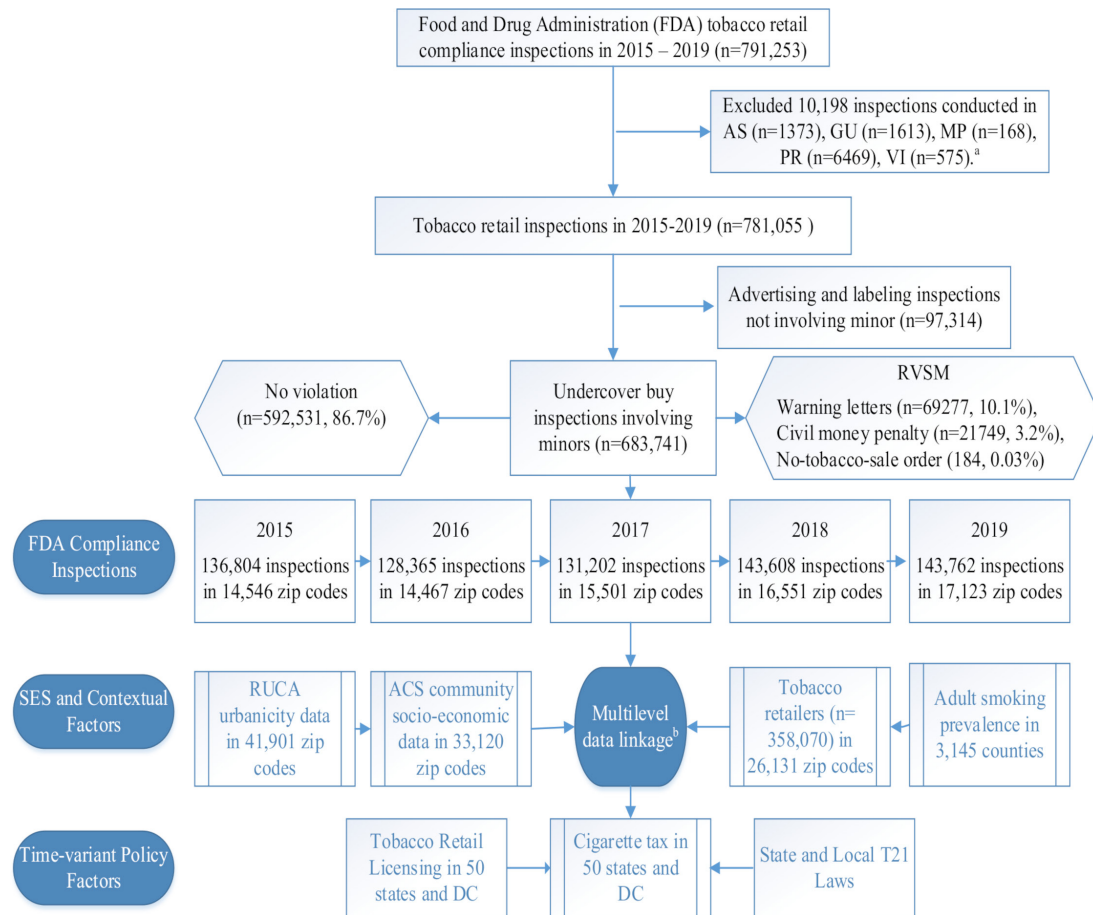 Food and Drug Administration (FDA) tobacco retail
compliance inspections in 2015 – 2019 (n=791,253)
Excluded 10,198 inspections conducted in
AS (n=1373), GU (n=1613), MP (n=168),
PR (n=6469), VI (n=575).a
Tobacco retail inspections in 2015-2019 (n=781,055 )
Advertising and labeling inspections
not involving minor (n=97,314)
No violation
(n=592,531, 86.7%)
Undercover buy
inspections involving
minors (n=683,741)
RVSM
Warning letters (n=69277, 10.1%),
Civil money penalty (n=21749, 3.2%),
No-tobacco-sale order (184, 0.03%)
FDA Compliance
Inspections
2015
136,804 inspections
in 14,546 zip codes
2016
128,365 inspections
in 14,467 zip codes
2017
131,202 inspections
in 15,501 zip codes
2018
143,608 inspections
in 16,551 zip codes
2019
143,762 inspections
in 17,123 zip codes
SES and Contextual
Factors
RUCA
urbanicity data
in 41,901 zip
codes
ACS community
socio-economic
data in 33,120
zip codes
Multilevel
data linkageb
Tobacco
retailers (n=
358,070) in
26,131 zip codes
Adult smoking
prevalence in
3,145 counties
Time-variant Policy
Factors
Tobacco Retail
Licensing in 50
states and DC
Cigarette tax in
50 states and
DC
State and Local T21
Laws